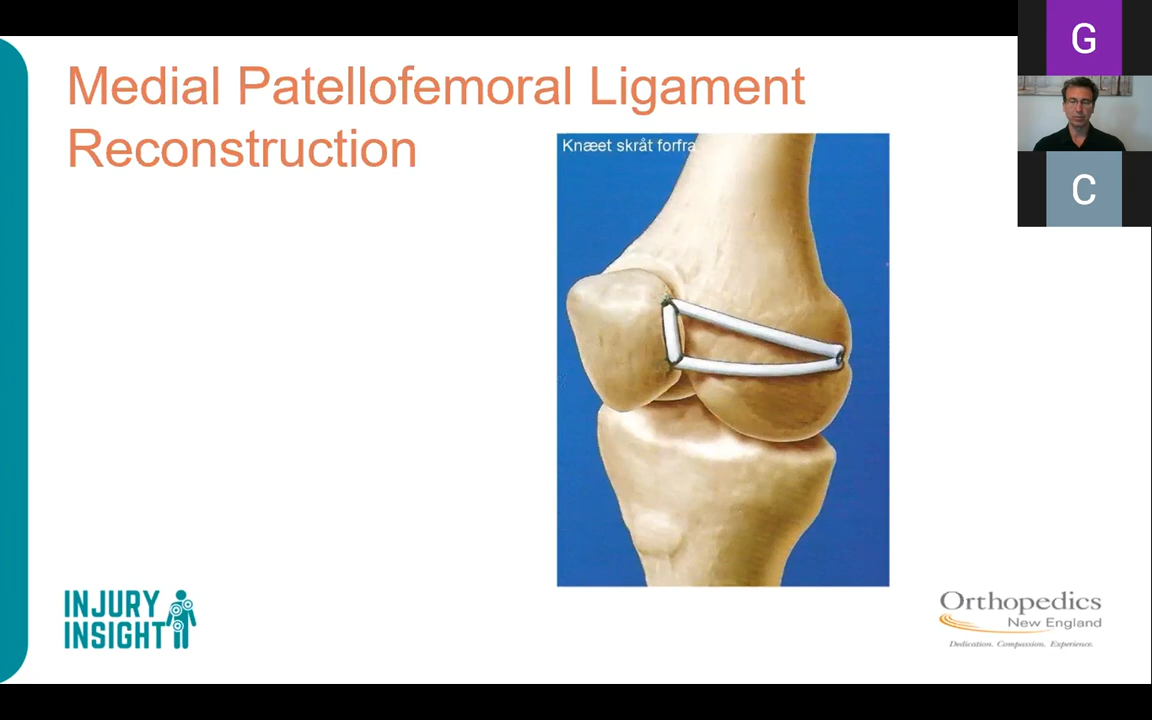 Medial Patellofemoral Ligament
Reconstruction
Knæet skråt forfra
G
C
INJURY
INSIGHT
Orthopedics
New England
Dedication. Compassion. Experience.